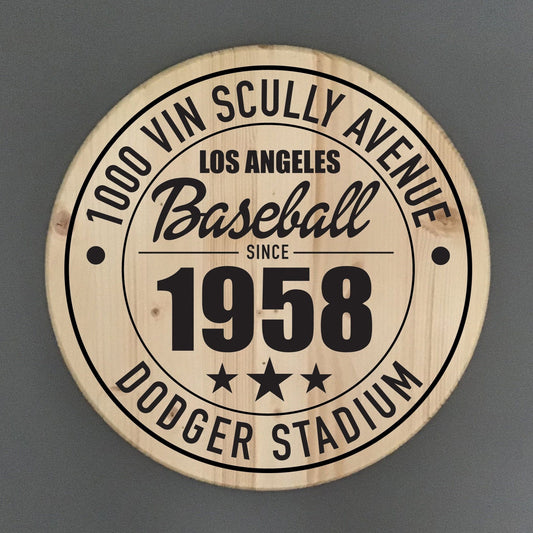 1000 VIN SCULLY AVENUE
LOS ANGELES
Baseball
SINCE
1958
DODGER STADIUM